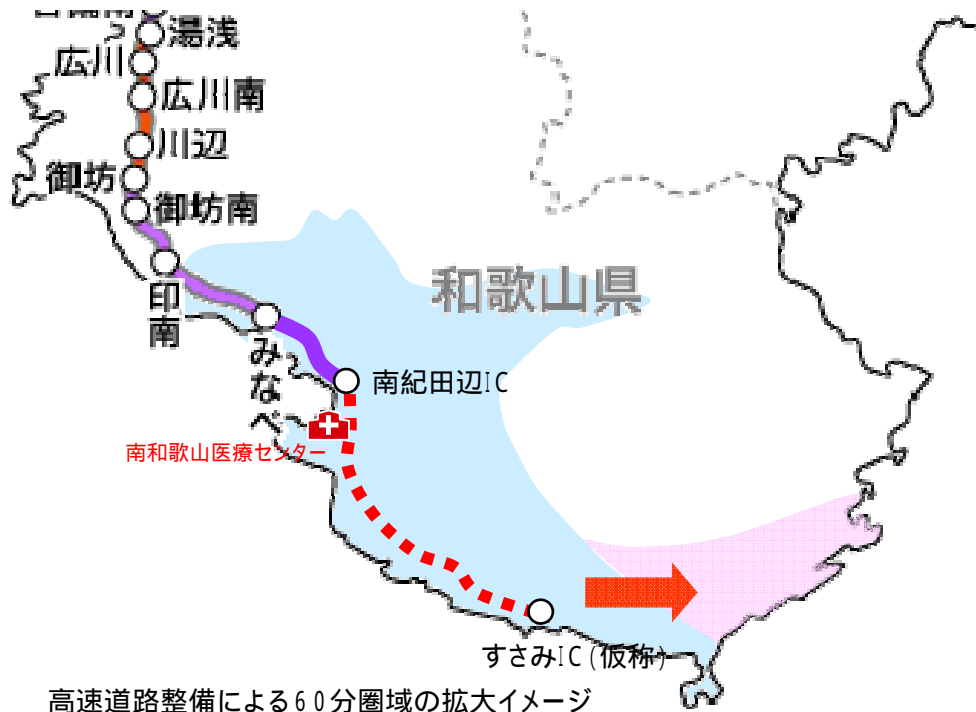 湯浅
広川
広川南
川辺
御坊
御坊南
和歌山県
印南
みなべ
南紀田辺IC
南和歌山医療センター
すさみIC(仮称)
高速道路整備による60分圏域の拡大イメージ